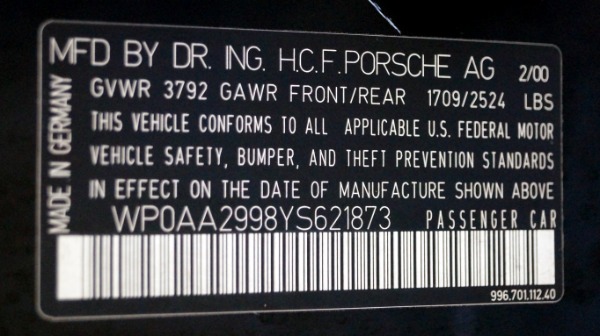 MFD BY DR. ING. H.C.F. PORSCHE AG 2/00
GVWR 3792 GAWR FRONT/REAR 1709/2524 LBS
THIS VEHICLE CONFORMS TO ALL APPLICABLE U.S. FEDERAL MOTOR
VEHICLE SAFETY, BUMPER, AND THEFT PREVENTION STANDARDS
IN EFFECT ON THE DATE OF MANUFACTURE SHOWN ABOVE
WP0AA2998YS621873 PASSENGER CAR
996.701.112.40
MADE IN GERMANY